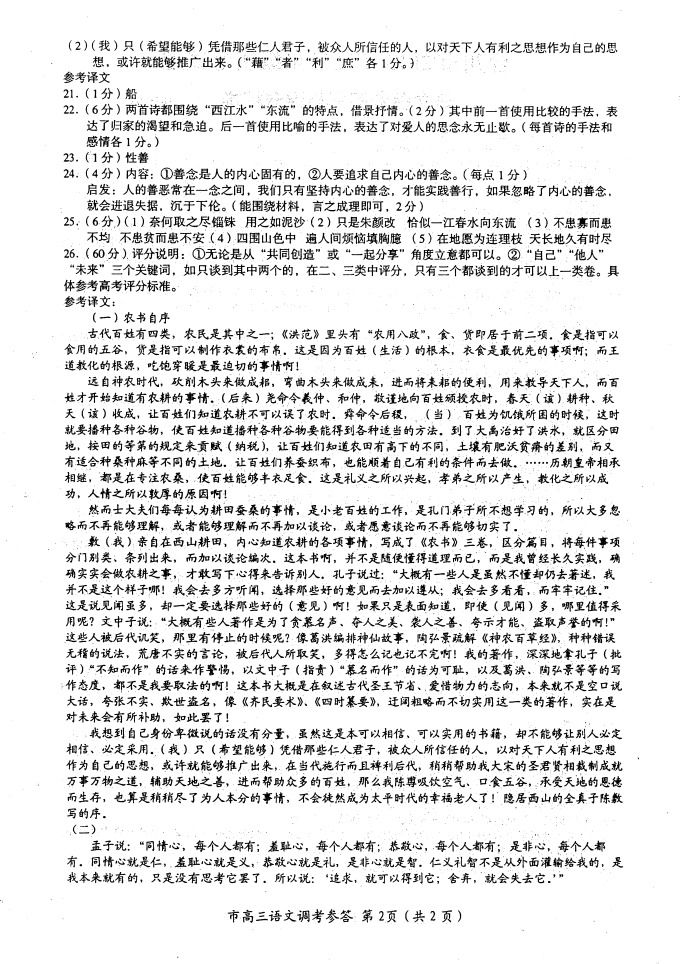 (2)(我)只(希望能够)凭借那些仁人君子，被众人所信任的人，以对天下人有利之思想作为自己的思
想，或许就能够推广出来。(“藉”“者”“利”“庶”各1分。)
参考译文
21.(1分)船
22.(6分)两首诗都围绕“西江水”“东流”的特点，借景抒情。(2分)其中前一首使用比较的手法，表
达了归家的渴望和急迫。后一首使用比喻的手法，表达了对爱人的思念永无止歇。(每首诗的手法和
感情各1分。)
23.(1分)性善
24.(4分)内容：①善念是人的内心固有的，②人要追求自己内心的善念。(每点1分)
启发：人的善恶常在一念之间，我们只有坚持内心的善念，才能实践善行，如果忽略了内心的善念，
就会进退失据，沉于下伦。(能围绕材料，言之成理即可，2分)
25.(6分)(1)奈何取之尽锱铢 用之如泥沙(2)只是朱颜改 恰似一江春水向东流 (3)不患寡而患
不均 不患贫而患不安(4)四围山色中 遍人间烦恼填胸臆 (5)在地愿为连理枝 天长地久有时尽
26.(60分)评分说明：①无论是从“共同创造”或“一起分享”角度立意都可以。②“自己”“他人”
“未来”三个关键词，如只谈到其中两个的，在二、三类中评分，只有三个都谈到的才可以上一类卷。具
体参考高考评分标准。
参考译文：
(一)农书自序
古代百姓有四类，农民是其中之一；《洪范》里头有“农用八政”，食、货即居于前二项。食是指可以
食用的五谷，货是指可以制作衣裳的布帛。这是因为百姓(生活)的根本，衣食是最优先的事项啊；而王
道教化的根源，吃饱穿暖是最迫切的事情啊！
远自神农时代，砍削木头来做成耜，弯曲木头来做成耒，进而将耒耜的便利，用来教导天下人，而百
姓才开始知道有农耕的事情。(后来)尧命令羲仲、和仲，敬谨地向百姓颁授农时，春天(该)耕种、秋
天(该)收成，让百姓们知道农耕不可以误了农时。舜命令后稷，(当)百姓为饥饿所困的时候，这时
就要播种各种谷物，使百姓知道播种各种谷物要能得到各种适当的方法。到了大禹治好了洪水，就区分田
地，按田的等第的规定来贡赋(纳税)，让百姓们知道农田有高下的不同，土壤有肥沃贫瘠的差别，而又
有适合种桑种麻等不同的土地。让百姓们养蚕织布，也能顺着自己有利的条件而去做。……历朝皇帝相承
相继，都是在专注农桑，使百姓能够丰衣足食。这是礼义之所以兴起，孝弟之所以产生，教化之所以成
功，人情之所以敦厚的原因啊！
然而士大夫们每每认为耕田蚕桑的事情，是小老百姓的工作，是孔门弟子所不想学习的，所以大多忽
略而不再能够理解，或者能够理解而不再加以谈论，或者愿意谈论而不再能够切实了。
敷(我)亲自在西山耕田，内心知道农耕的各项事情，写成了《农书》三卷，区分篇目，将每件事项
分门别类、条列出来，而加以谈论编次。这本书啊，并不是随便懂得道理而已，而是我曾经长久实践，确
确实实会做农耕之事，才敢写下心得来告诉别人。孔子说过：“大概有一些人是虽然不懂却仍去著述，我
并不是这个样子哪！我会去多方听闻，选择那些好的意见而去加以遵从；我会去多看看，而牢牢记住。”
这是说见闻虽多，却一定要选择那些好的(意见)啊！如果只是表面知道，即使(见闻)多，哪里值得采
用呢？文中子说：“大概有些人著作是为了贪慕名声、夺人之美、袭人之善、夸示才能、盗取声誉的啊！”
这些人被后代讥笑，那里有停止的时候呢？像葛洪编排神仙故事，陶弘景疏解《神农百草经》，种种错误
无稽的说法，荒唐不实的言论，被后代人所取笑，多得怎么记也记不完啊！我的著作，深深地拿孔子(批
评)“不知而作”的话来作警惕，以文中子(指责)“慕名而作”的话为可耻，以及葛洪、陶弘景等等的写
作态度，都不是我要取法的啊！这本书大概是在叙述古代圣王节省、爱惜物力的志向，本来就不是空口说
大话，夸张不实、欺世盗名，像《齐民要术》、《四时纂要》，迂阔粗略而不切实用这一类的著作，实在是
对未来会有所补助，如此罢了！
我想到自己身份卑微说的话没有分量，虽然这是本可以相信、可以实用的书籍，却不能够让别人必定
相信、必定采用。(我)只(希望能够)凭借那些仁人君子，被众人所信任的人，以对天下人有利之思想
作为自己的思想，或许就能够推广出来，在当代施行而且裨利后代，稍稍帮助我大宋的圣君贤相裁制成就
万事万物之道，辅助天地之善，进而帮助众多的百姓，那么我陈尃吸饮空气、口食五谷，承受天地的恩德
而生存，也算是稍稍尽了为人本分的事情，不会徒然成为太平时代的幸福老人了！隐居西山的全真子陈敷
写的序。
(二)
孟子说：“同情心，每个人都有；羞耻心，每个人都有；恭敬心，每个人都有；是非心，每个人都
有。同情心就是仁，羞耻心就是义，恭敬心就是礼，是非心就是智。仁义礼智不是从外面灌输给我的，是
我本来就有的，只是没有思考它罢了。所以说：‘追求，就可以得到它；舍弃，就会失去它。’”
市高三语文调考参答 第2页(共2页)